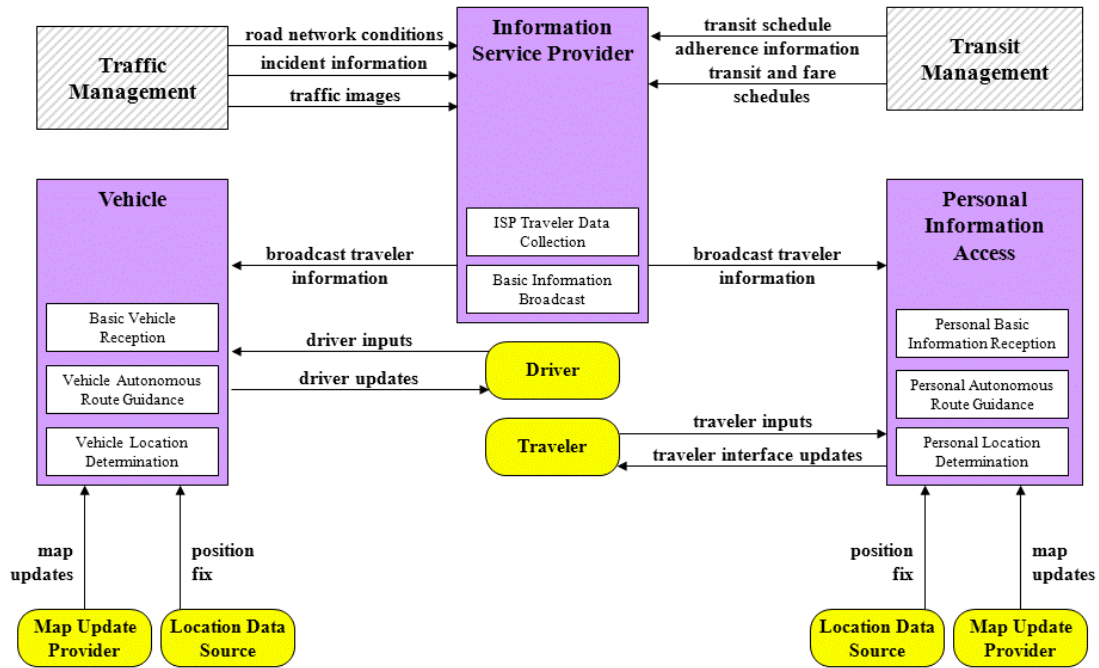 Traffic
Management
road network conditions
incident information
traffic images
Information
Service Provider
transit schedule
adherence information
transit and fare
schedules
Transit
Management
ISP Traveler Data
Collection
Basic Information
Broadcast
Vehicle
broadcast traveler
information
Basic Vehicle
Reception
Vehicle Autonomous
Route Guidance
Vehicle Location
Determination
broadcast traveler
information
Personal
Information
Access
Personal Basic
Information Reception
Personal Autonomous
Route Guidance
Personal Location
Determination
driver inputs
driver updates
Driver
Traveler
traveler inputs
traveler interface updates
map
updates
position
fix
position
fix
map
updates
Map Update
Provider
Location Data
Source
Location Data
Source
Map Update
Provider